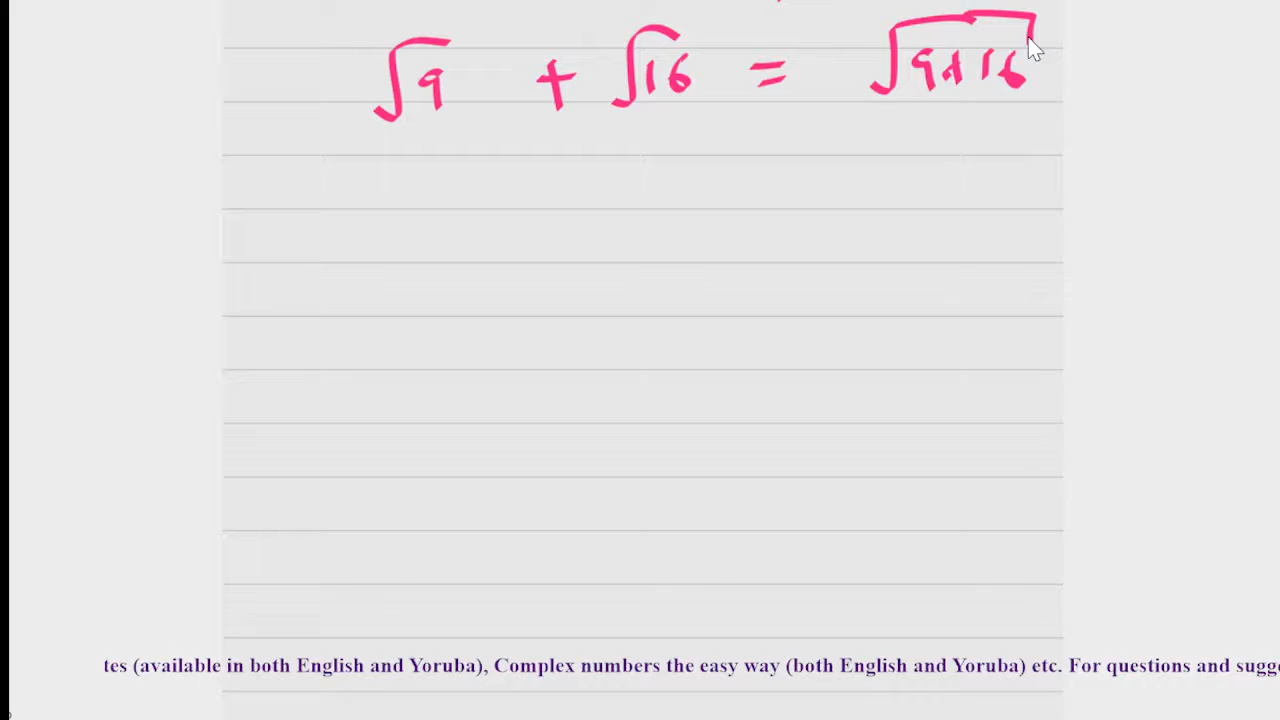 √9 + √16 = √9+16
tes (available in both English and Yoruba), Complex numbers the easy way (both English and Yoruba) etc. For questions and sugge